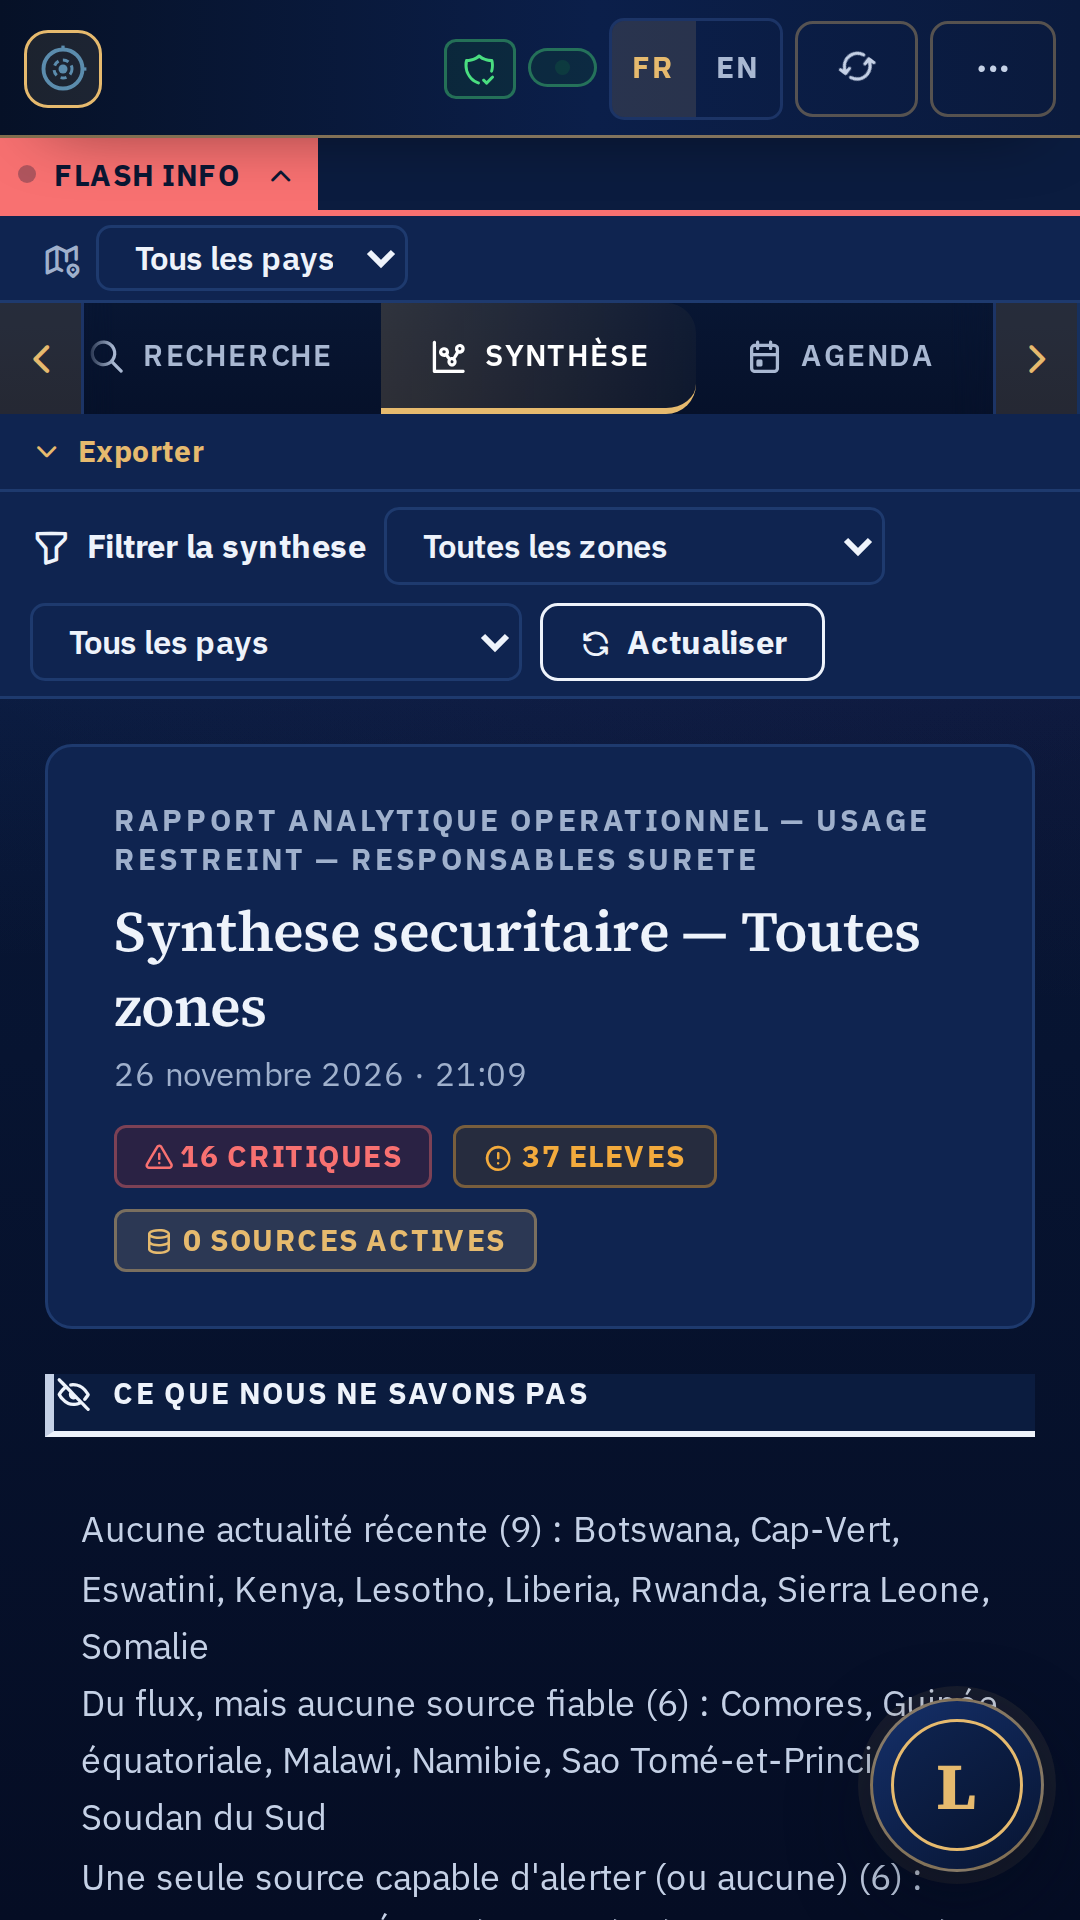 FR EN
FLASH INFO
Tous les pays
RECHERCHE SYNTHÈSE AGENDA
Exporter
Filtrer la synthese Toutes les zones
Tous les pays Actualiser
RAPPORT ANALYTIQUE OPERATIONNEL — USAGE
RESTREINT — RESPONSABLES SURETE
Synthese securitaire — Toutes
zones
26 novembre 2026 · 21:09
16 CRITIQUES 37 ELEVES
0 SOURCES ACTIVES
CE QUE NOUS NE SAVONS PAS
Aucune actualité récente (9) : Botswana, Cap-Vert,
Eswatini, Kenya, Lesotho, Liberia, Rwanda, Sierra Leone,
Somalie
Du flux, mais aucune source fiable (6) : Comores, Guinée
équatoriale, Malawi, Namibie, Sao Tomé-et-Princi
Soudan du Sud
L
Une seule source capable d'alerter (ou aucune) (6) :